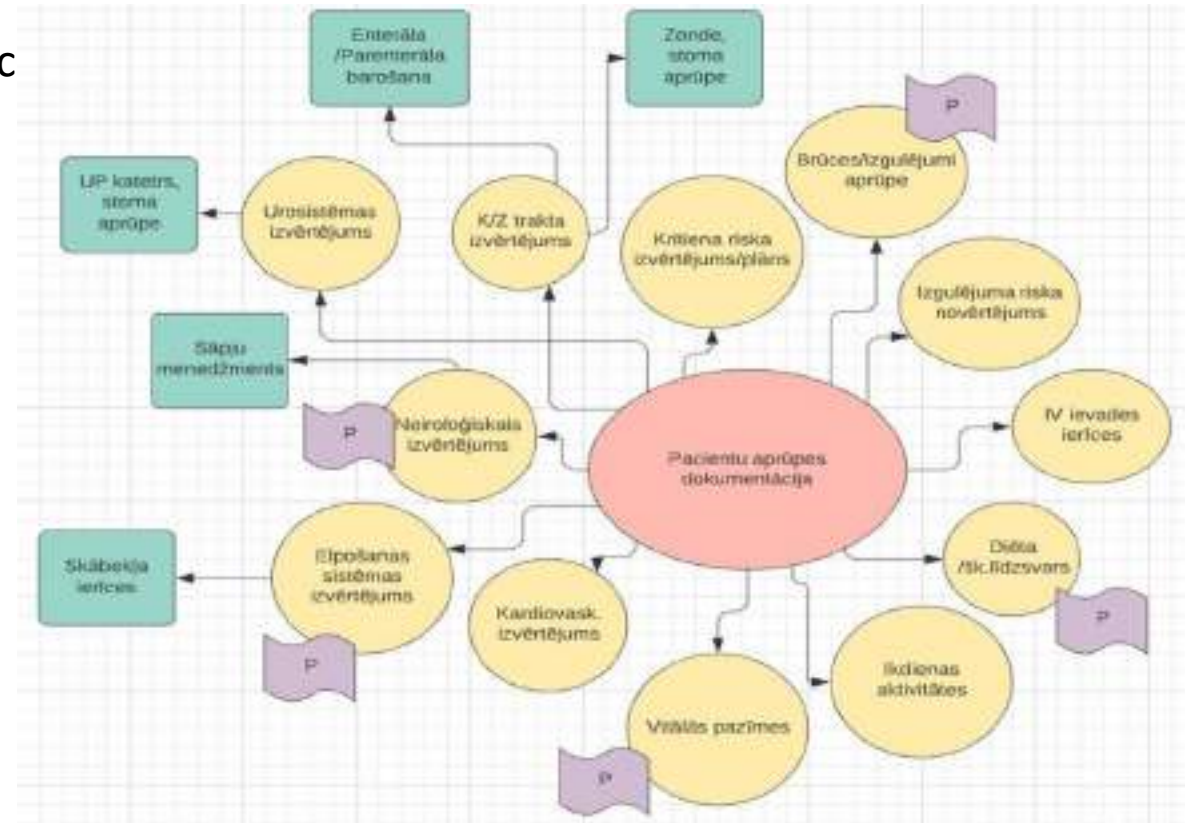 c
Enterāla
/Parenterāla
barošana
Zonde,
stoma
aprūpe
P
Brūces/Izgulējumi
aprūpe
UP katetrs,
stoma
aprūpe
Urosistēmas
izvērtējums
K/Z trakta
izvērtējums
Kritiena riska
izvērtējums/plāns
Izgulējuma riska
novērtējums
Sāpju
menedžments
P
Neiroloģiskais
izvērtējums
IV ievades
ierīces
Pacientu aprūpes
dokumentācija
Skābekļa
ierīces
Elpošanas
sistēmas
izvērtējums
P
Kardiovask.
izvērtējums
Diēta
/šķ.līdzsvars
P
Ikdienas
aktivitātes
Vitālās pazīmes
P